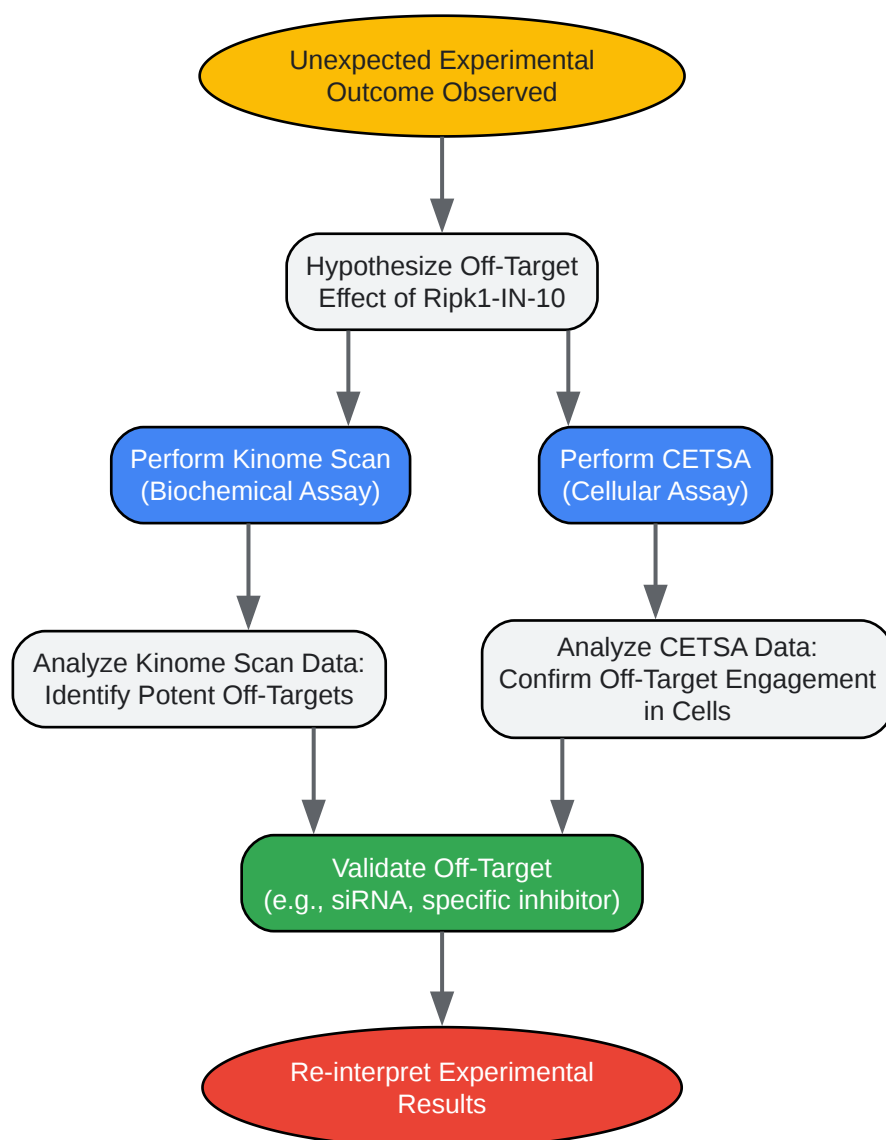 Unexpected Experimental
Outcome Observed
Hypothesize Off-Target
Effect of Ripk1-IN-10
Perform Kinome Scan
(Biochemical Assay)
Perform CETSA
(Cellular Assay)
Analyze Kinome Scan Data:
Identify Potent Off-Targets
Analyze CETSA Data:
Confirm Off-Target Engagement
in Cells
Validate Off-Target
(e.g., siRNA, specific inhibitor)
Re-interpret Experimental
Results